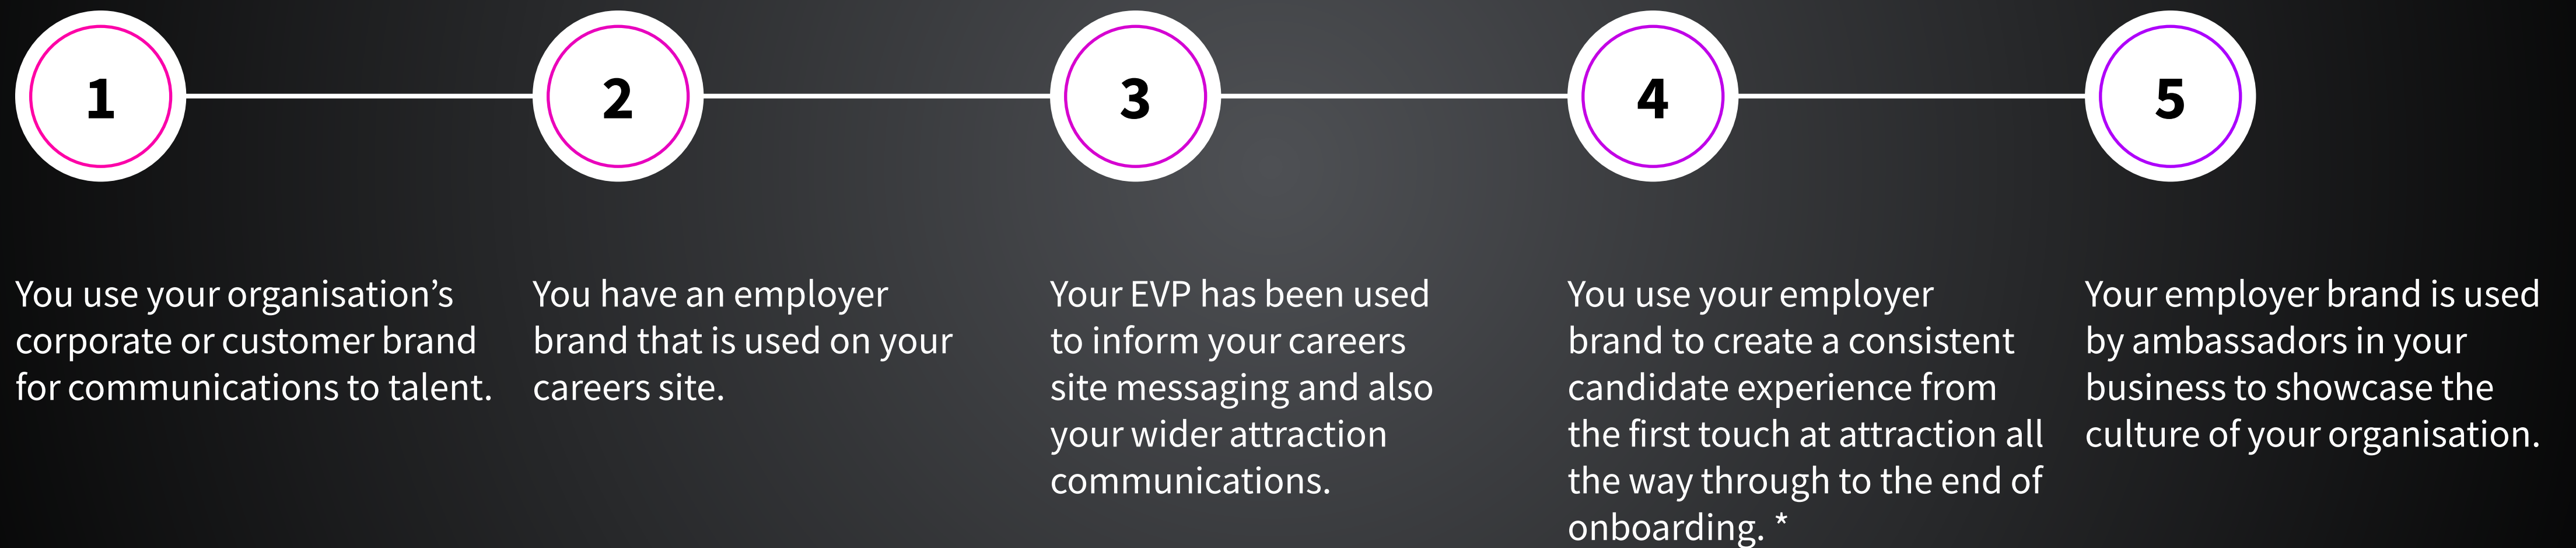 1
You use your organisation’s
corporate or customer brand
for communications to talent.
2
You have an employer
brand that is used on your
careers site.
3
Your EVP has been used
to inform your careers
site messaging and also
your wider attraction
communications.
4
You use your employer
brand to create a consistent
candidate experience from
the first touch at attraction all
the way through to the end of
onboarding. *
5
Your employer brand is used
by ambassadors in your
business to showcase the
culture of your organisation.